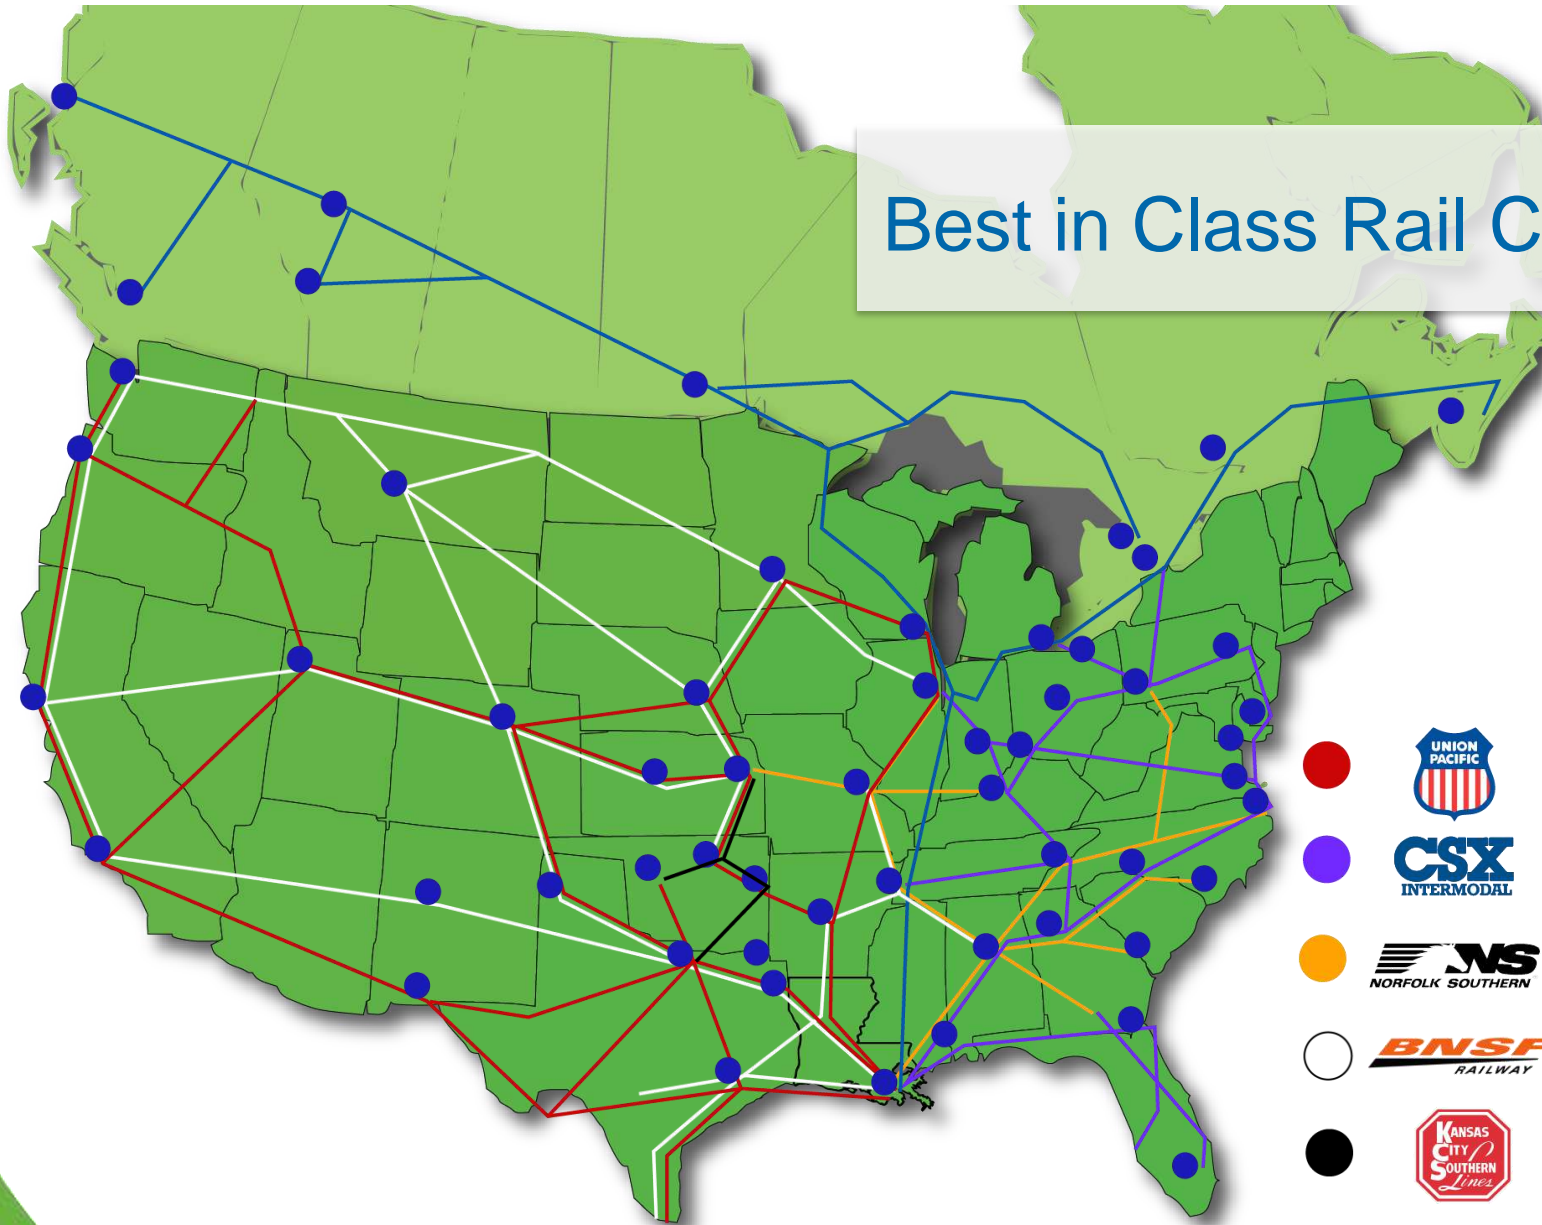 Best in Class Rail C
UNION
PACIFIC
CSX
INTERMODAL
NS
NORFOLK SOUTHERN
BNSF
RAILWAY
KANSAS
CITY
SOUTHERN
Lines